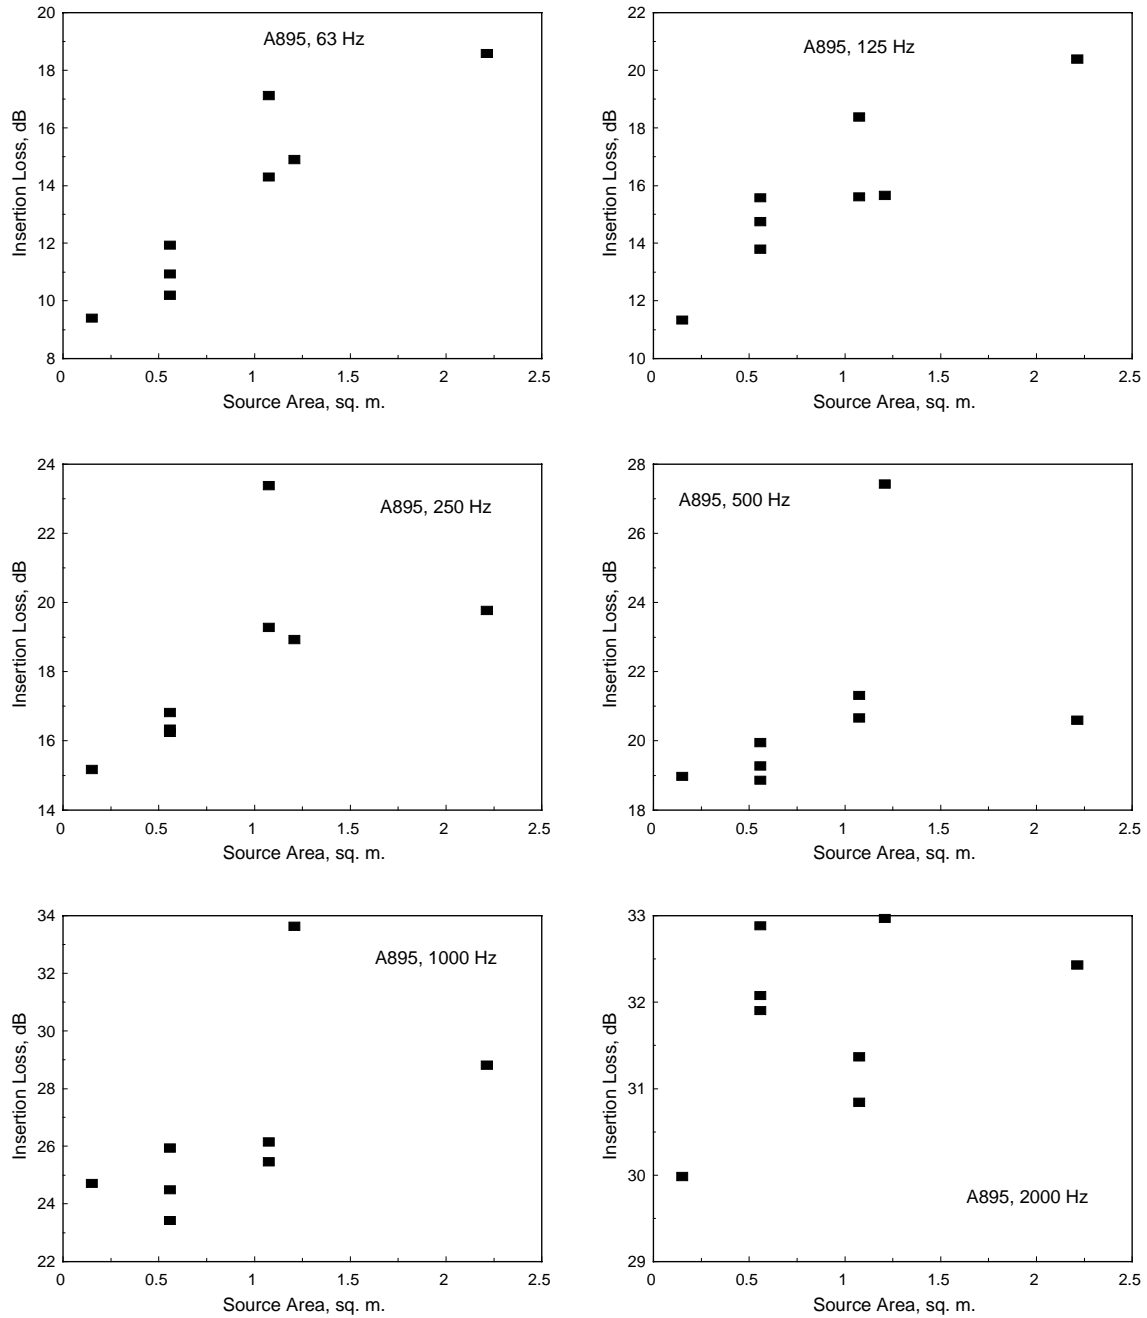 20
18
16
14
12
10
8
Insertion Loss, dB
A895, 63 Hz
0 0.5 1 1.5 2 2.5
Source Area, sq. m.
22
20
18
16
14
12
10
Insertion Loss, dB
A895, 125 Hz
0 0.5 1 1.5 2 2.5
Source Area, sq. m.
24
22
20
18
16
14
Insertion Loss, dB
A895, 250 Hz
0 0.5 1 1.5 2 2.5
Source Area, sq. m.
28
26
24
22
20
18
Insertion Loss, dB
A895, 500 Hz
0 0.5 1 1.5 2 2.5
Source Area, sq. m.
34
32
30
28
26
24
22
Insertion Loss, dB
A895, 1000 Hz
0 0.5 1 1.5 2 2.5
Source Area, sq. m.
33
32
31
30
29
Insertion Loss, dB
A895, 2000 Hz
0 0.5 1 1.5 2 2.5
Source Area, sq. m.